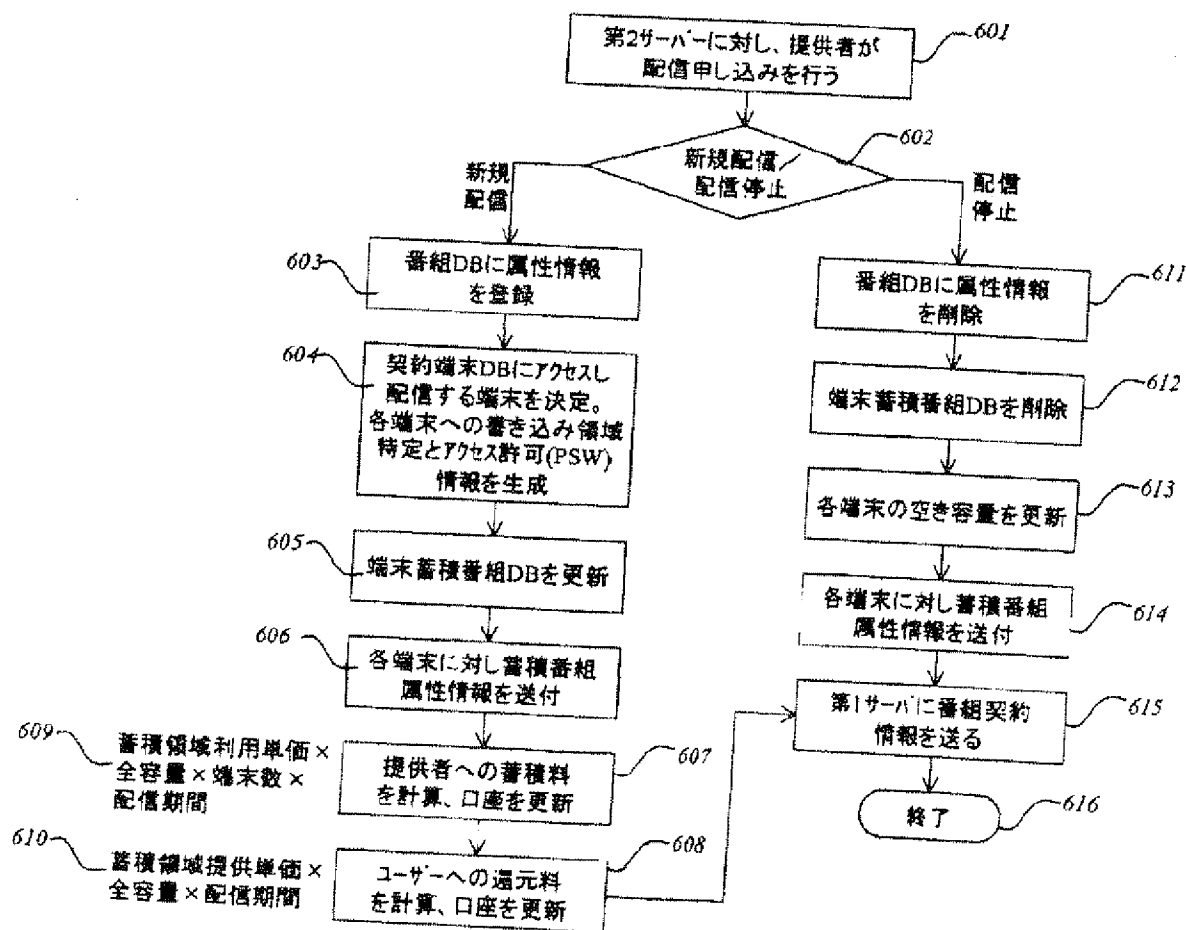 第2サーバーに対し、提供者が
配信申し込みを行う
601
新規配信/
配信停止
602
新規
配信
配信
停止
番組DBに属性情報
を登録
603
契約端末DBにアクセスし
配信する端末を決定。
各端末への書き込み領域
特定とアクセス許可(PSW)
情報を生成
604
端末蓄積番組DBを更新
605
各端末に対し蓄積番組
属性情報を送付
606
提供者への蓄積料
を計算、口座を更新
607
蓄積領域利用単価×
全容量×端末数×
配信期間
609
ユーザーへの還元料
を計算、口座を更新
608
蓄積領域提供単価×
全容量×配信期間
610
番組DBに属性情報
を削除
611
端末蓄積番組DBを削除
612
各端末の空き容量を更新
613
各端末に対し蓄積番組
属性情報を送付
614
第1サーバに番組契約
情報を送る
615
終了
616